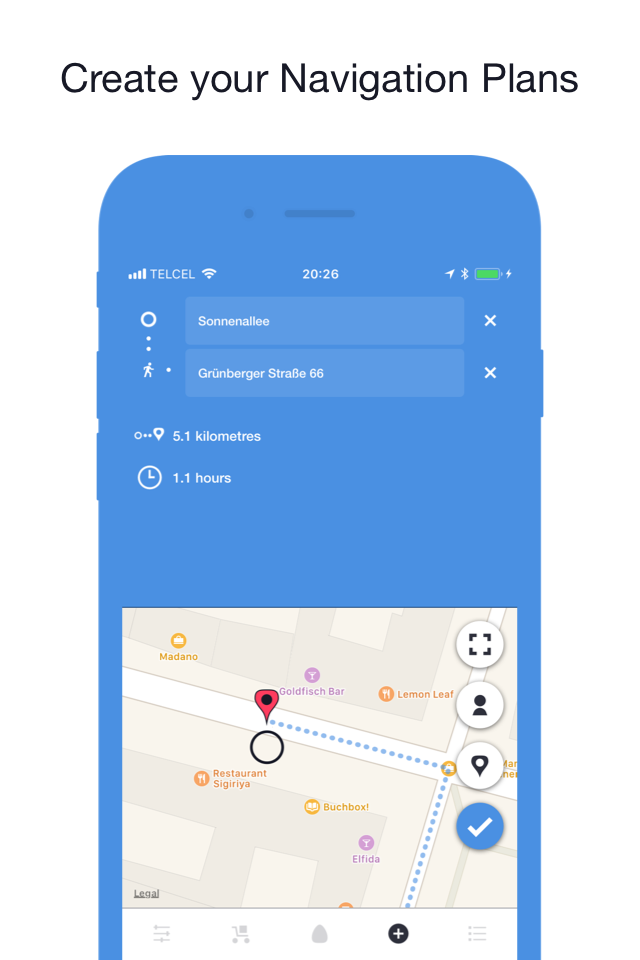 Create your Navigation Plans
TELCEL
20:26
Sonnenallee
Grünberger Straße 66
5.1 kilometres
1.1 hours
Madano
Goldfisch Bar
Lemon Leaf
Restaurant
Sigiriya
Buchbox!
Elfida
Legal